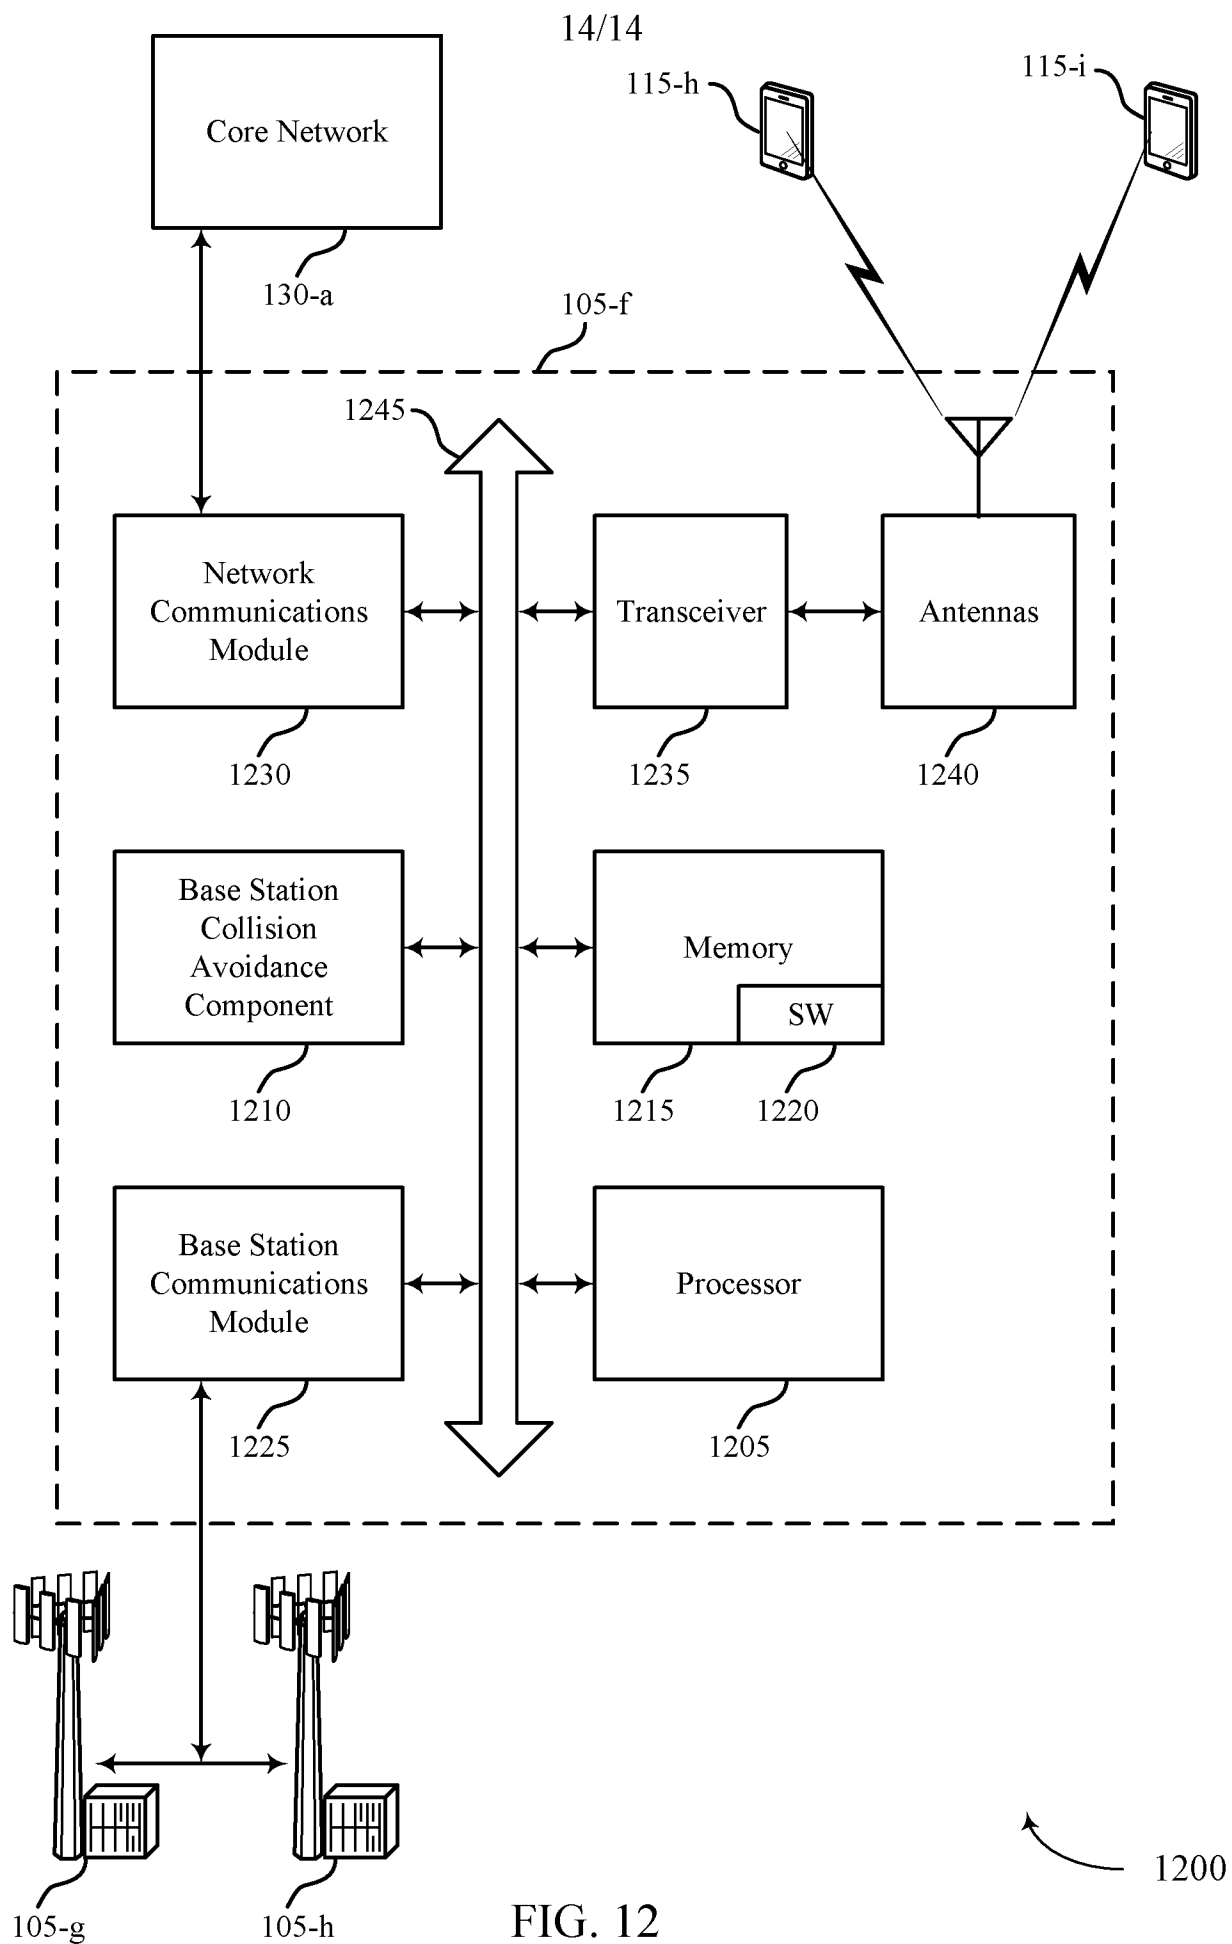 14/14
Core Network
130-a
115-h
115-i
105-f
1245
Network
Communications
Module
1230
Transceiver
1235
Antennas
1240
Base Station
Collision
Avoidance
Component
1210
Memory
SW
1215
1220
Base Station
Communications
Module
1225
Processor
1205
105-g
105-h
FIG. 12
1200